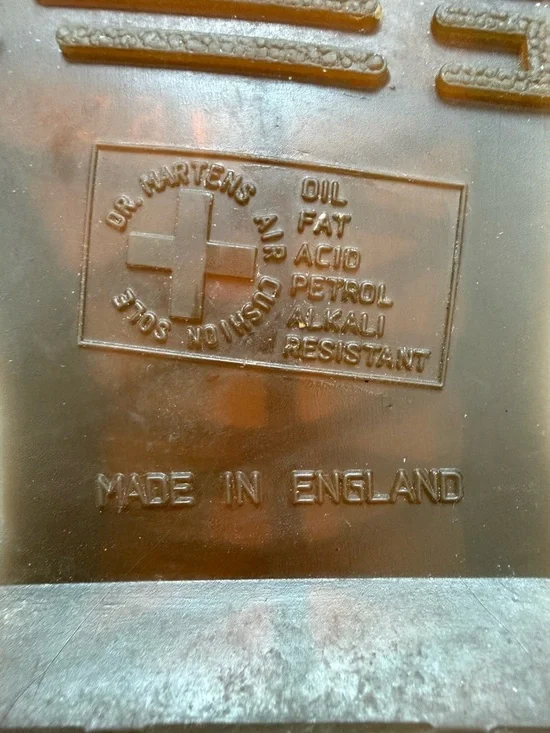 DR. MARTENS AIR CUSHION SOLE
OIL
FAT
ACID
PETROL
ALKALI
RESISTANT
MADE IN ENGLAND